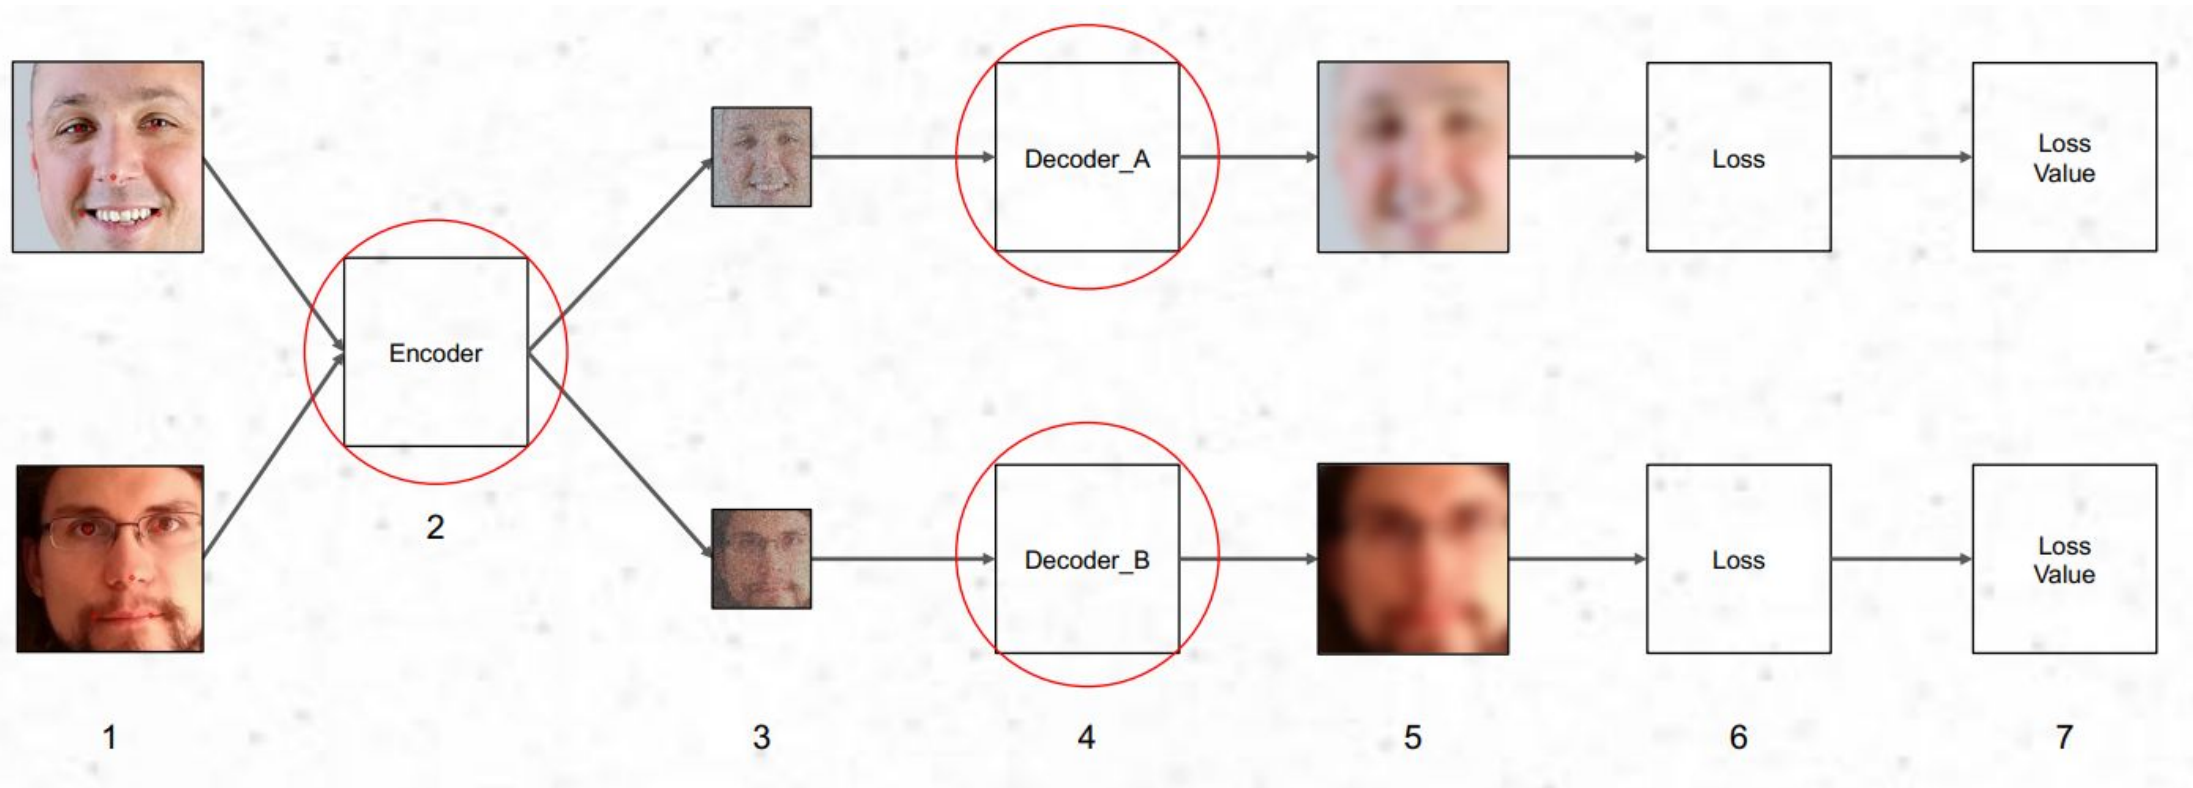 Decoder_A
Loss
Loss
Value
Encoder
2
Decoder_B
Loss
Loss
Value
1
3
4
5
6
7